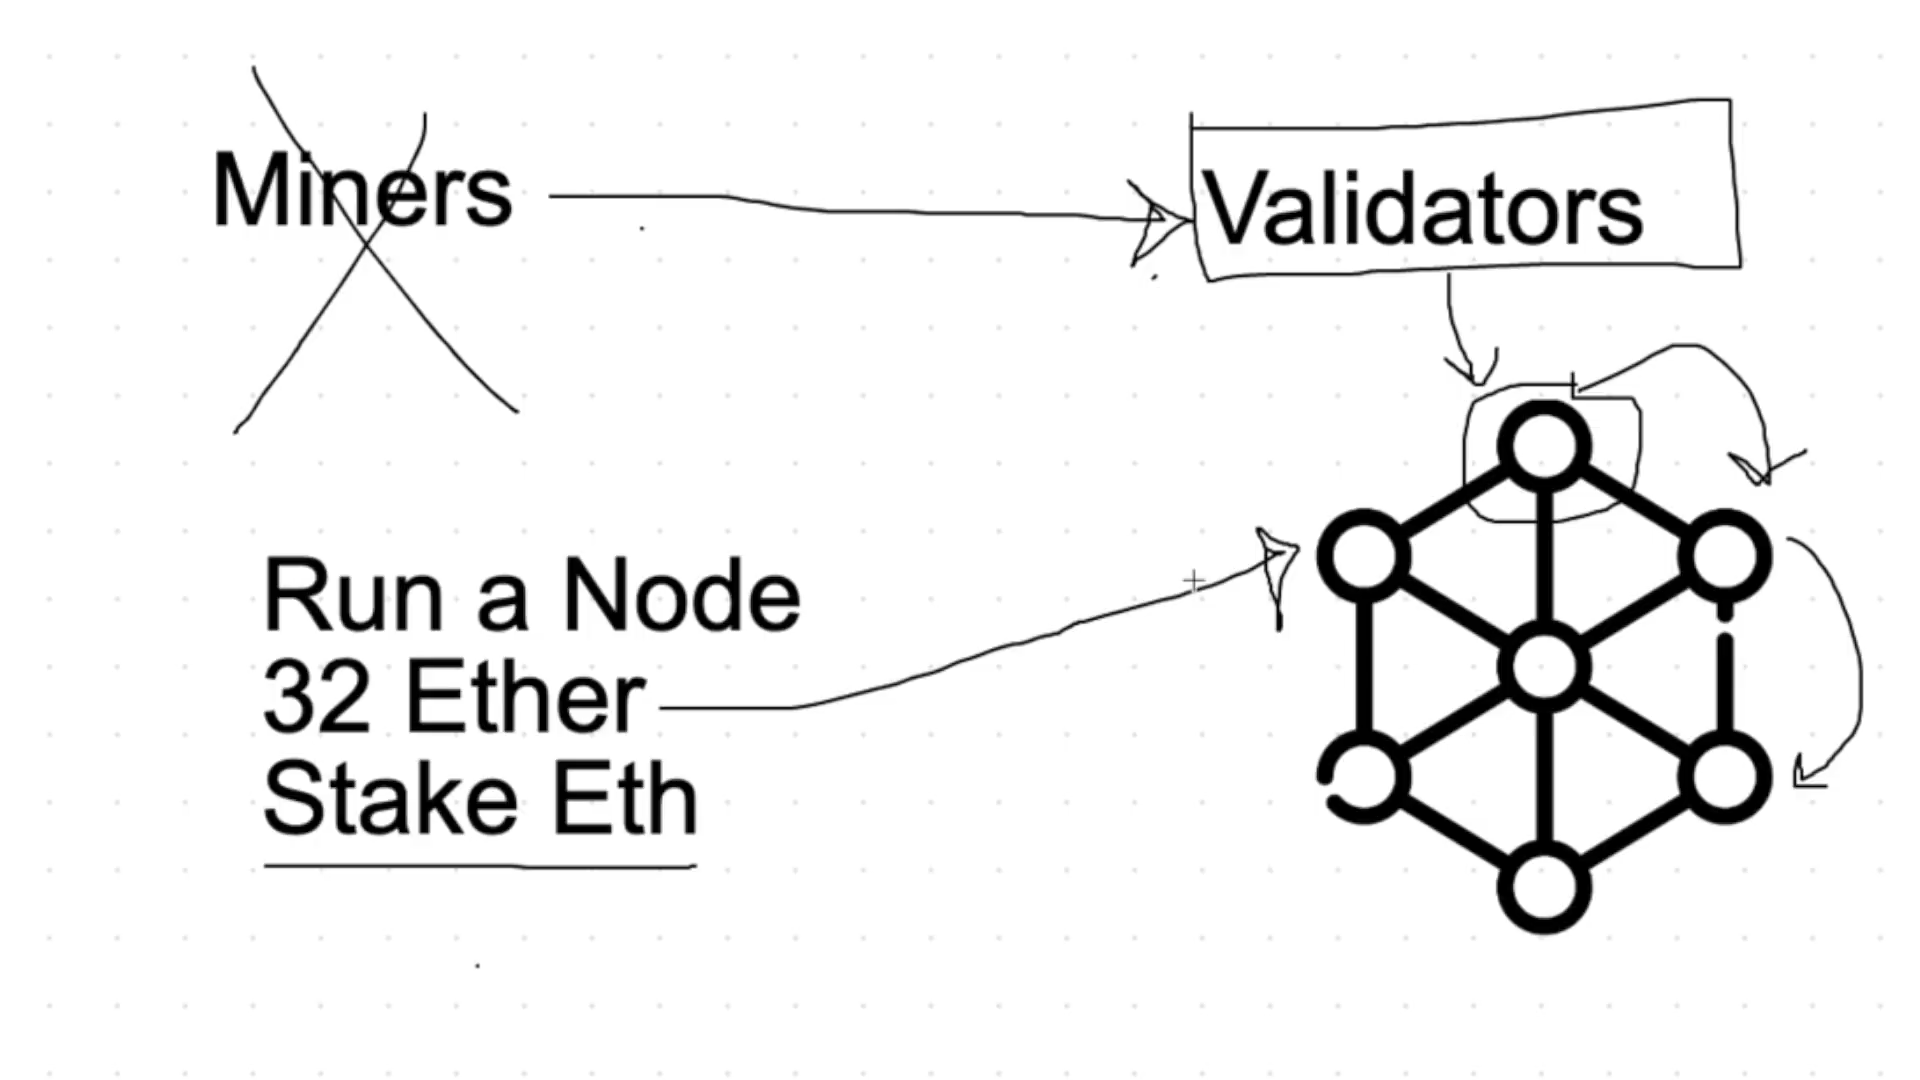 Miners
Validators
Run a Node
32 Ether
Stake Eth